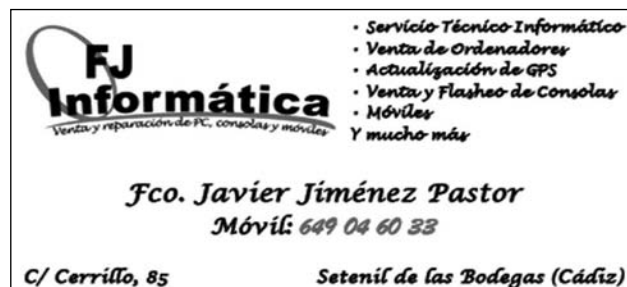 FJ
Informática
Venta y reparación de PC, consolas y móviles
· Servicio Técnico Informático
· Venta de Ordenadores
· Actualización de GPS
· Venta y Flasheo de Consolas
· Móviles
Y mucho más
Fco. Javier Jiménez Pastor
Móvil: 649 04 60 33
C/ Cerrillo, 85
Setenil de las Bodegas (Cádiz)